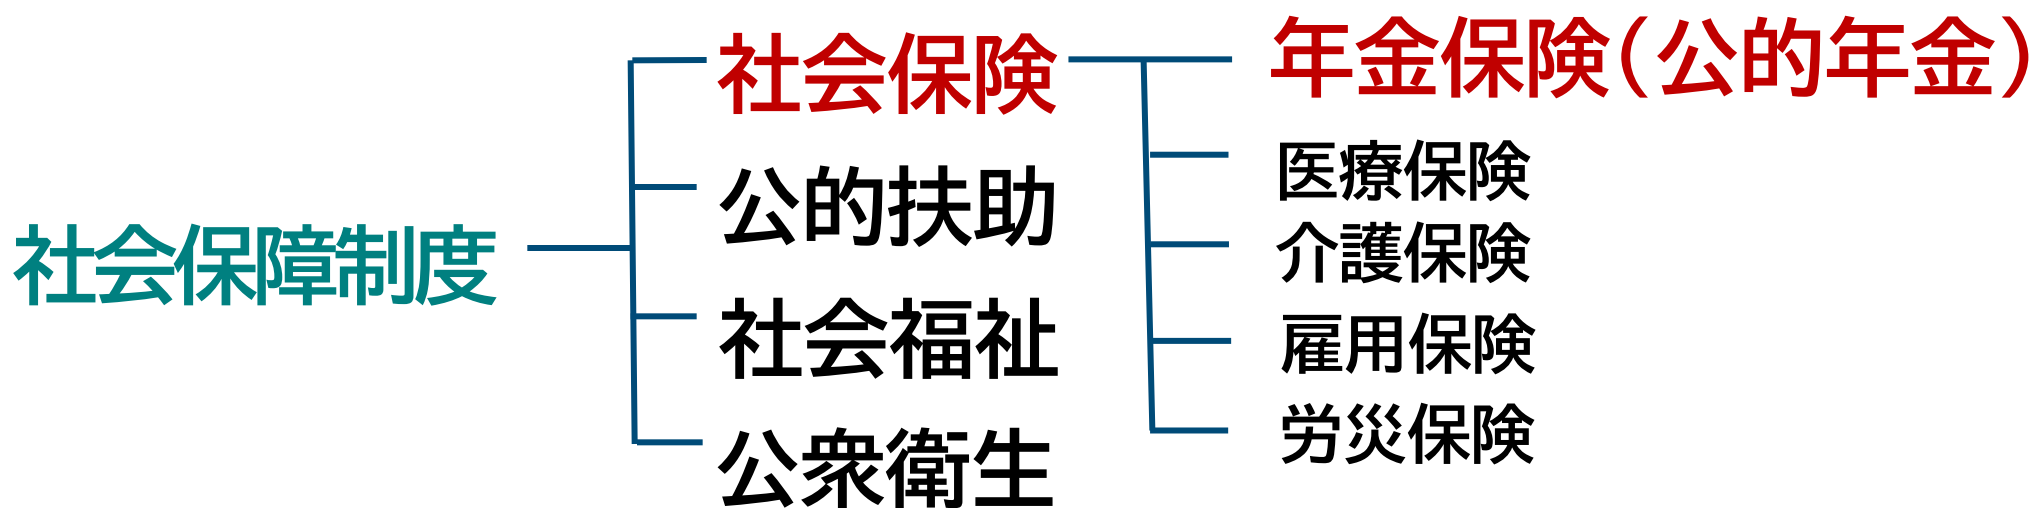 社会保障制度
社会保険
公的扶助
社会福祉
公衆衛生
年金保険（公的年金）
医療保険
介護保険
雇用保険
労災保険